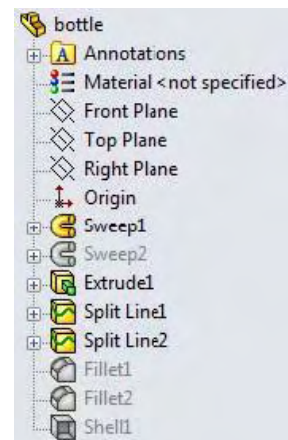 bottle
A Annotations
Material <not specified>
Front Plane
Top Plane
Right Plane
Origin
Sweep1
Sweep2
Extrude1
Split Line1
Split Line2
Fillet1
Fillet2
Shell1